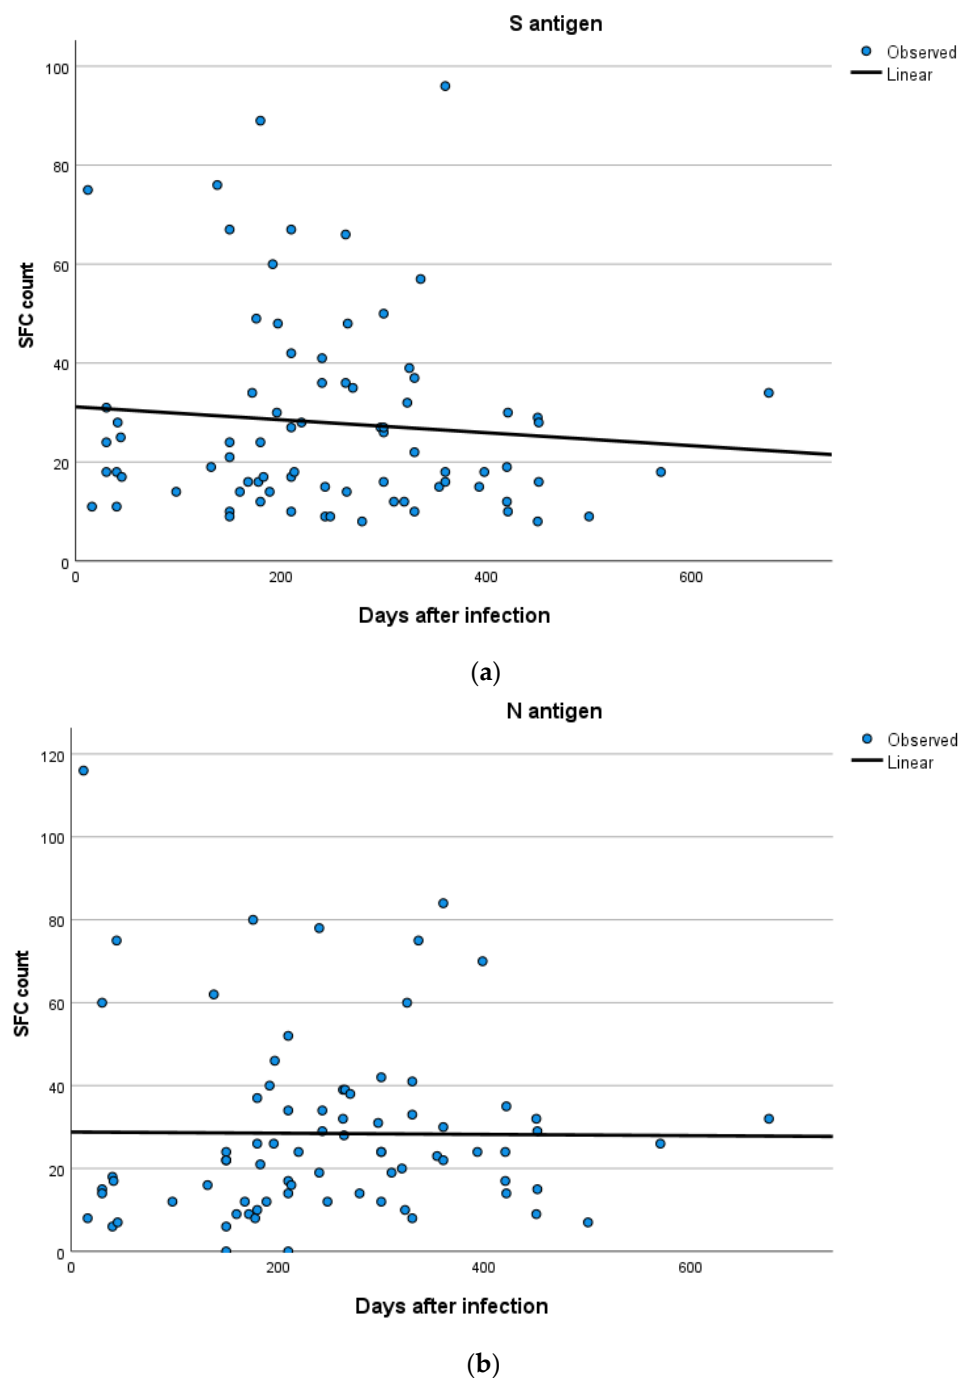 S antigen
Observed
Linear
100
80
60
40
20
0
SFC count
0 200 400 600
Days after infection
(a)
N antigen
Observed
Linear
120
100
80
60
40
20
0
SFC count
0 200 400 600
Days after infection
(b)